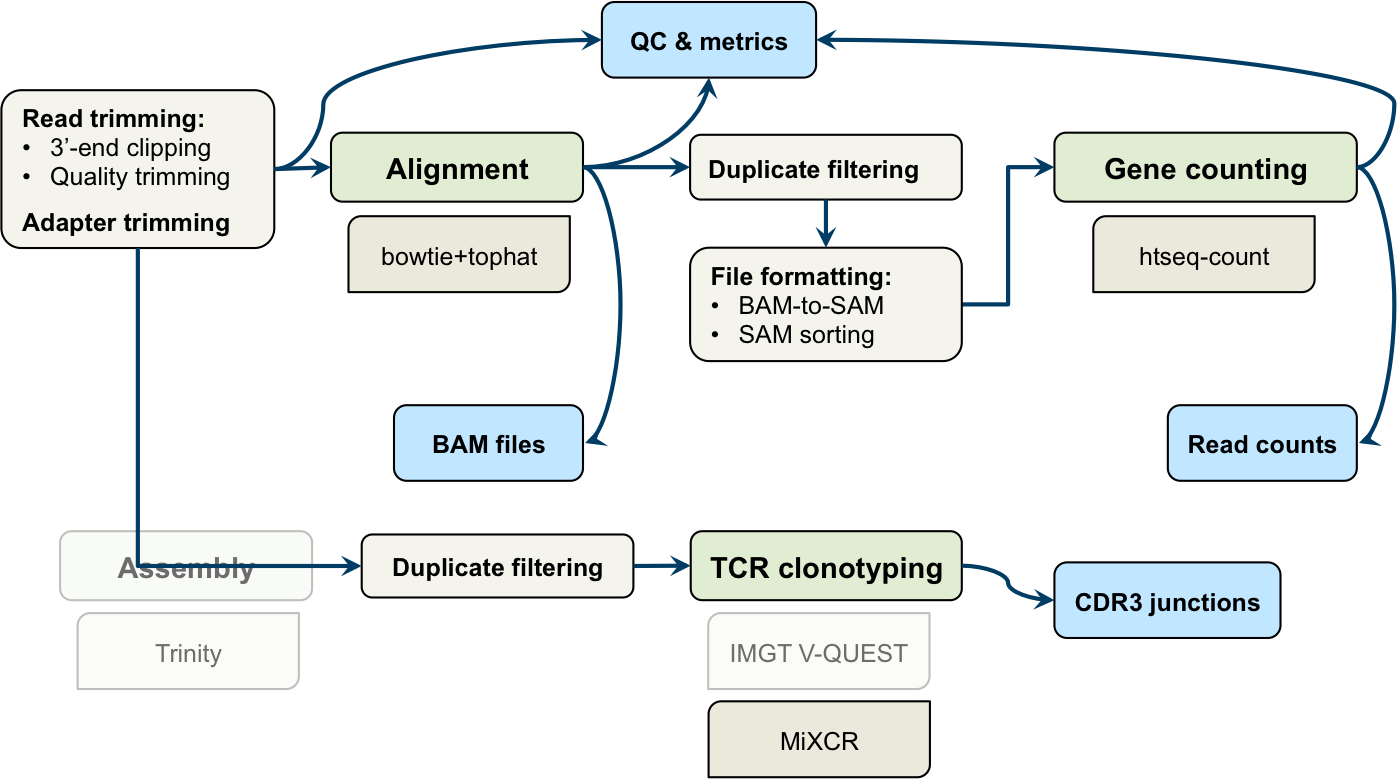 QC & metrics
Read trimming:
• 3’-end clipping
• Quality trimming
Adapter trimming
Alignment
bowtie+tophat
Duplicate filtering
File formatting:
• BAM-to-SAM
• SAM sorting
Gene counting
htseq-count
BAM files
Read counts
Assembly
Trinity
Duplicate filtering
TCR clonotyping
IMGT V-QUEST
MiXCR
CDR3 junctions